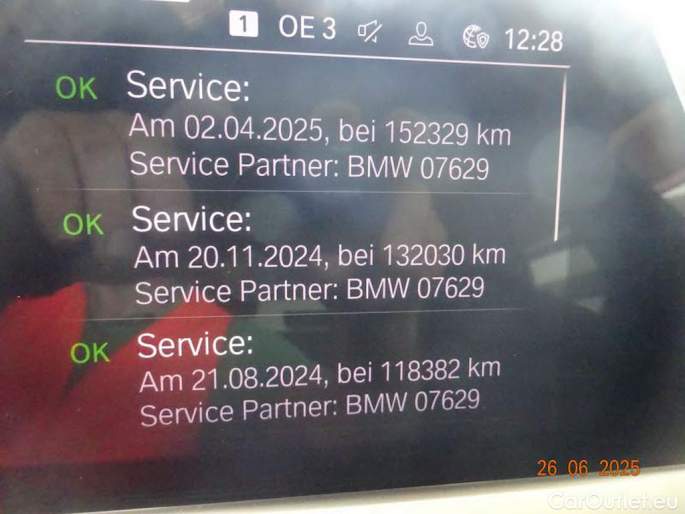 1 OE 3 12:28
OK Service:
Am 02.04.2025, bei 152329 km
Service Partner: BMW 07629
OK Service:
Am 20.11.2024, bei 132030 km
Service Partner: BMW 07629
OK Service:
Am 21.08.2024, bei 118382 km
Service Partner: BMW 07629
26 06 2025
CarOutlet.eu